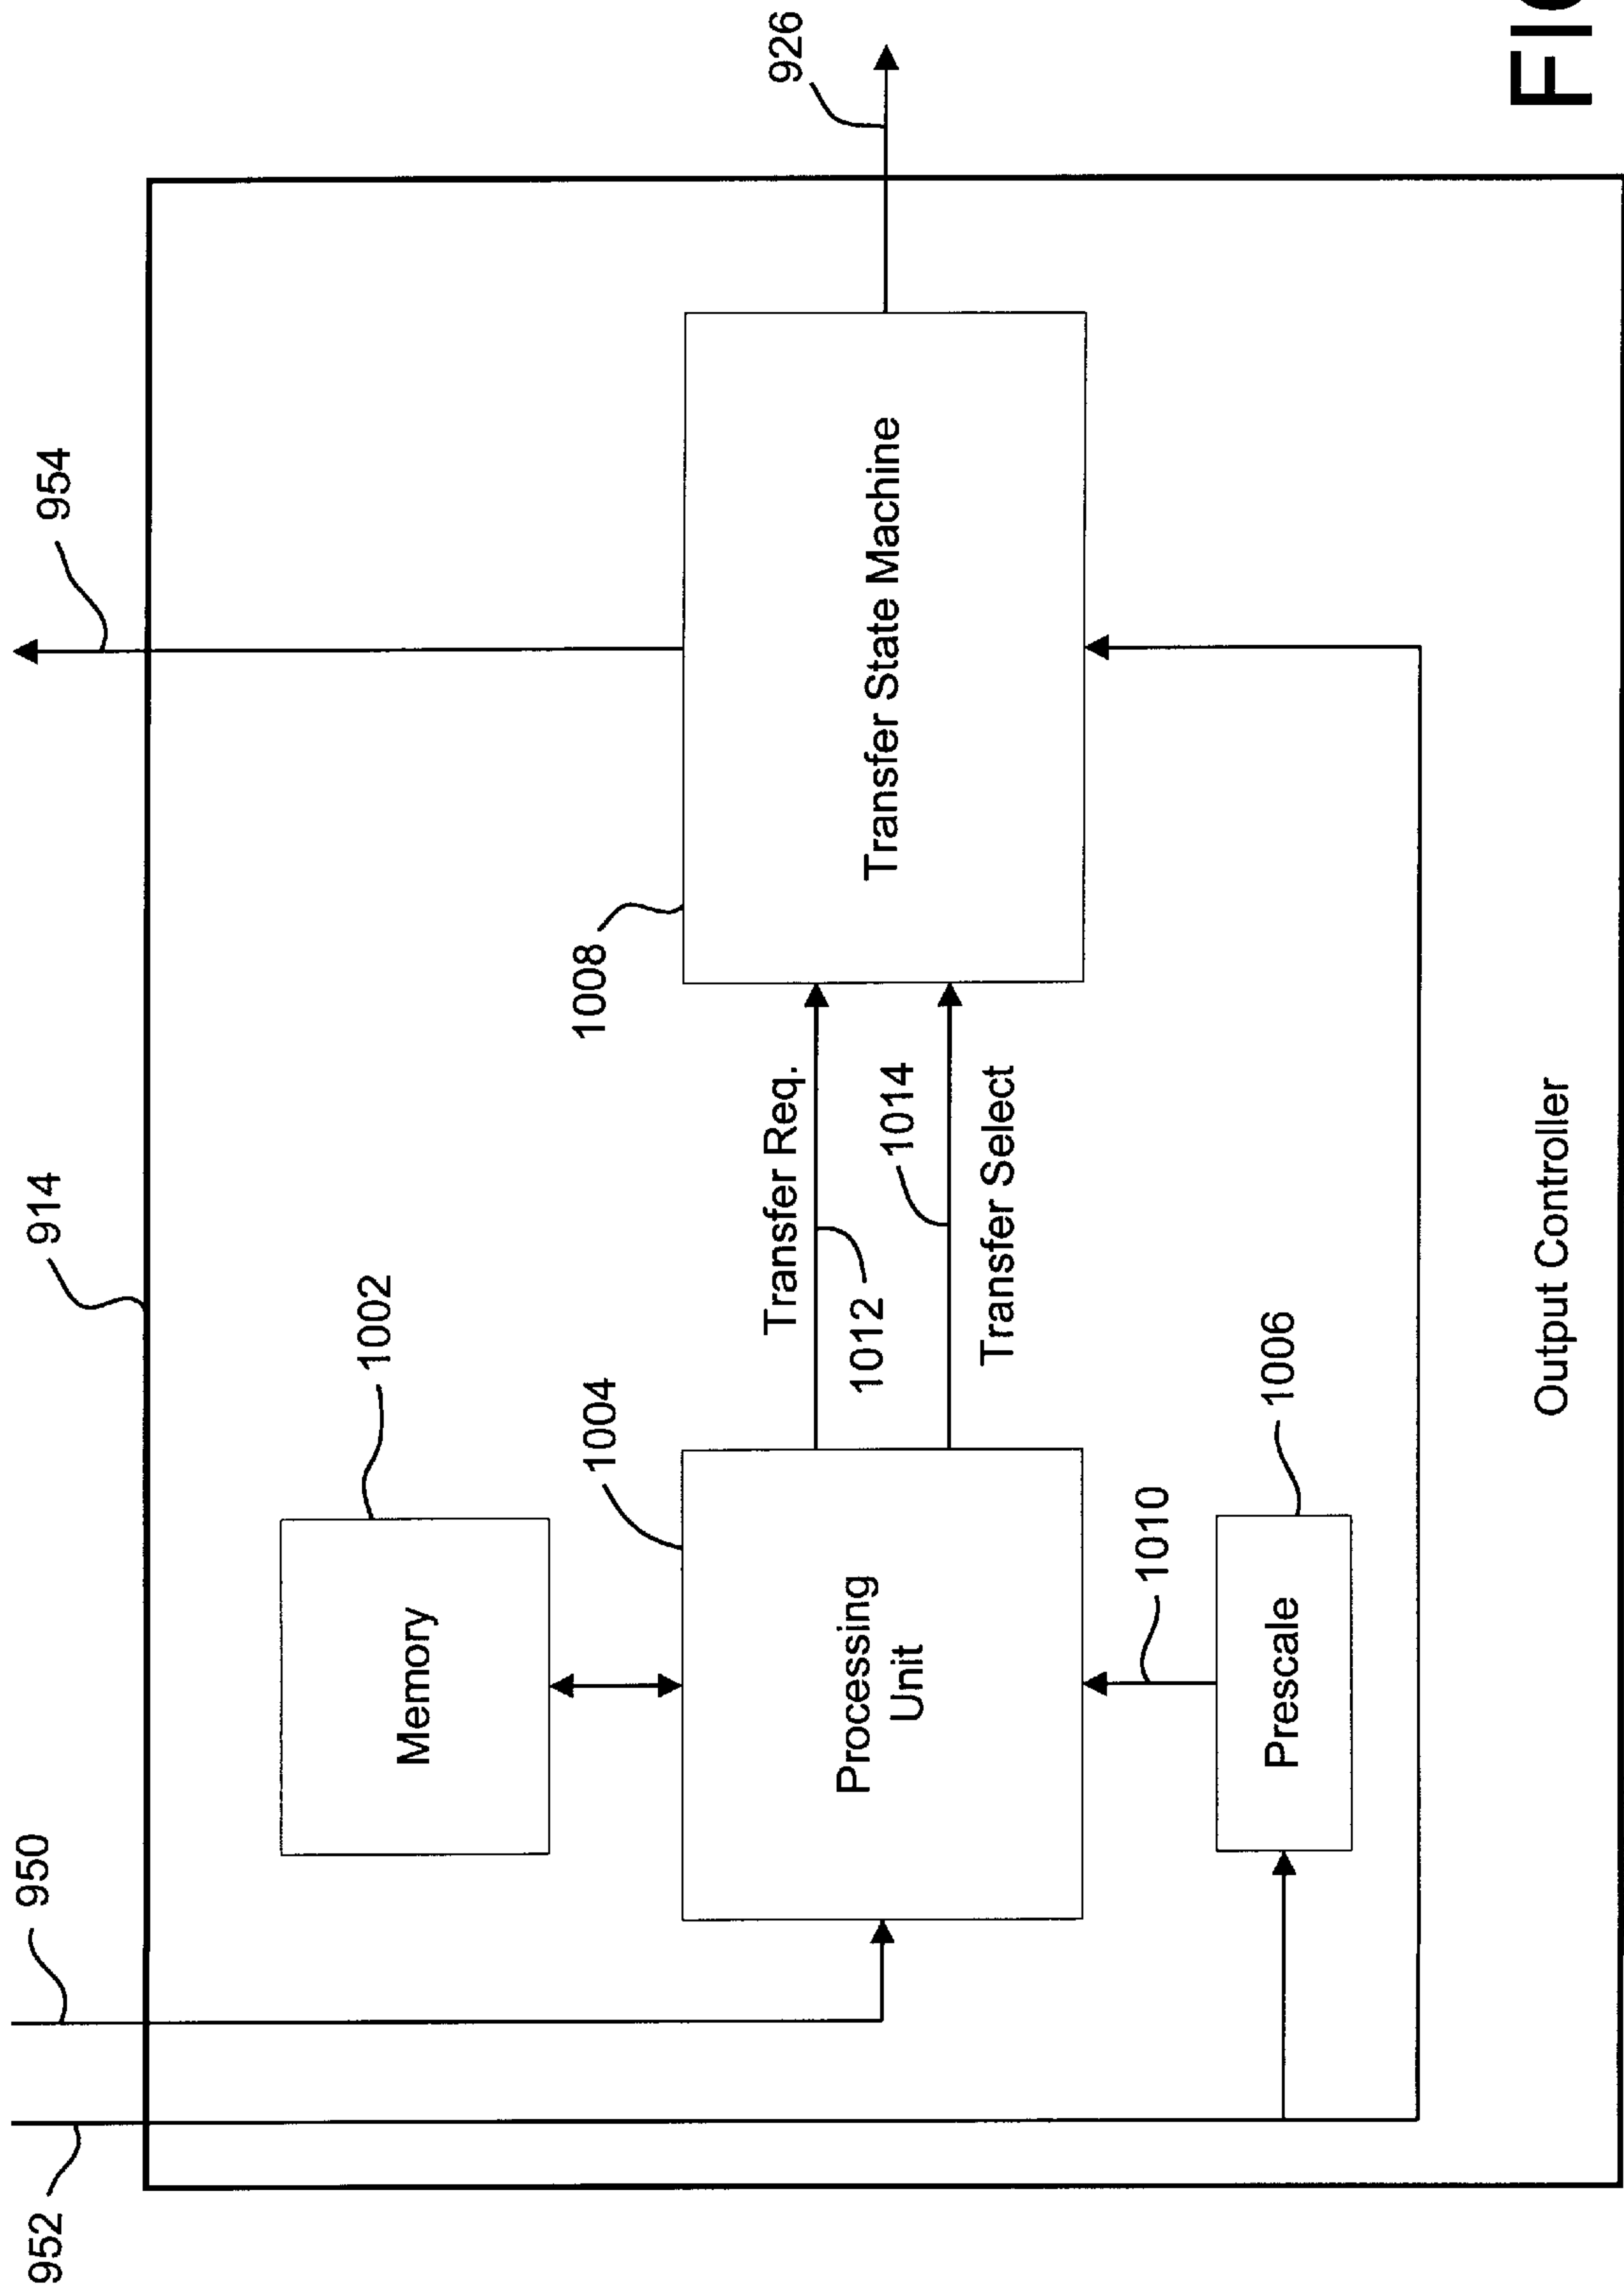 952
950
914
954
926
Memory
1002
Processing
Unit
1004
Transfer Req.
1012
1014
Transfer Select
1008
Transfer State Machine
1010
Prescale
1006
Output Controller